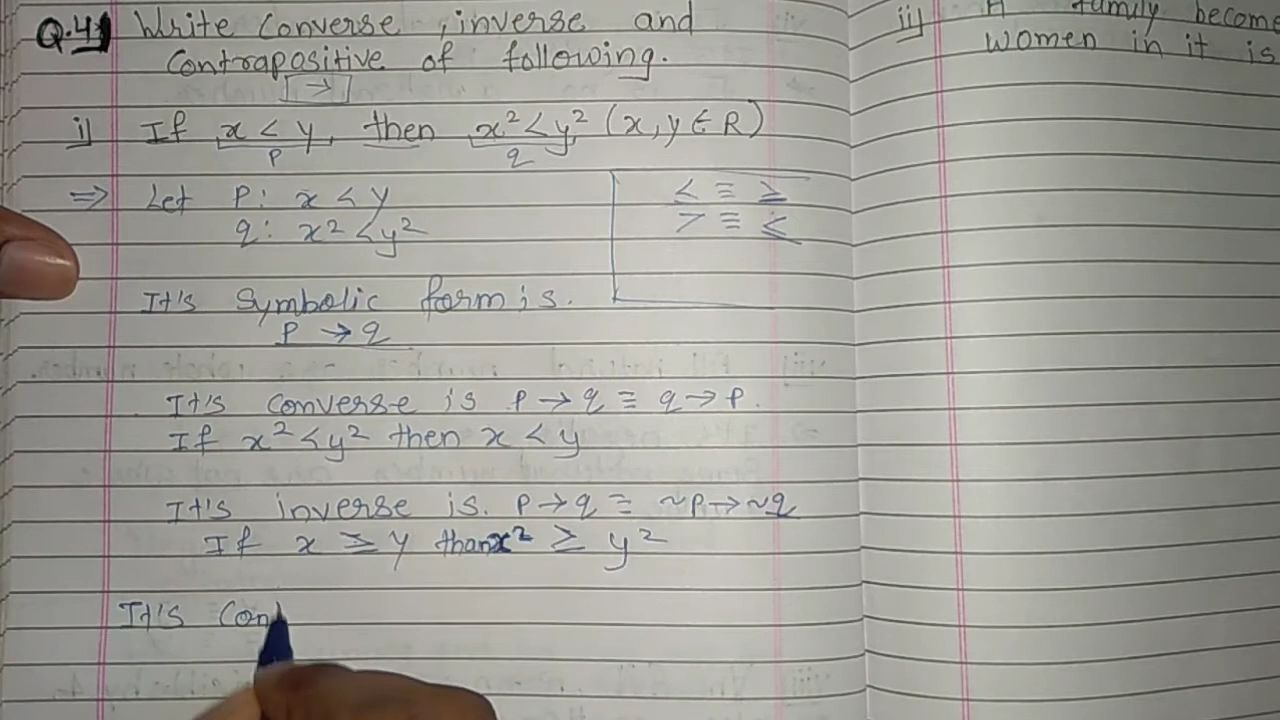 Q.4) Write Converse, inverse and
Contrapositive of following.
→
i) If x < y, then x² < y² (x, y ∈ R)
p q
⇒ Let P: x < y
q: x² < y²
< ≡ ≥
> ≡ ≤
It's Symbolic form is.
P → q
It's converse is P → q ≡ q → P.
If x² < y² then x < y
It's inverse is. P → q ≡ ~P → ~q
If x ≥ y than x² ≥ y²
It's Con
ii) A family become
women in it is